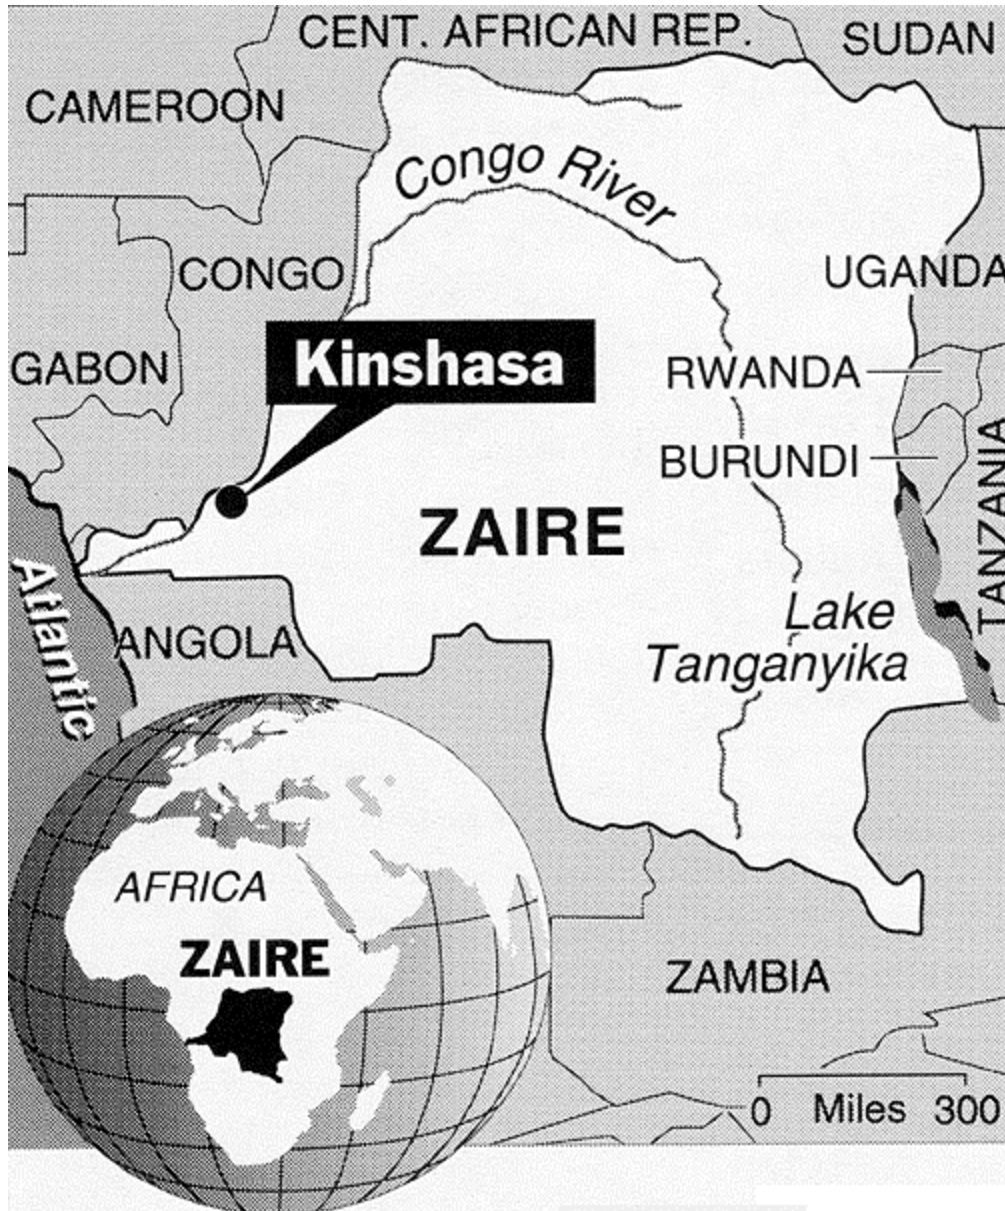 CENT. AFRICAN REP.
SUDAN
CAMEROON
Congo River
CONGO
UGANDA
GABON
Kinshasa
RWANDA
BURUNDI
TANZANIA
ZAIRE
Atlantic
ANGOLA
Lake
Tanganyika
AFRICA
ZAIRE
ZAMBIA
0 Miles 300